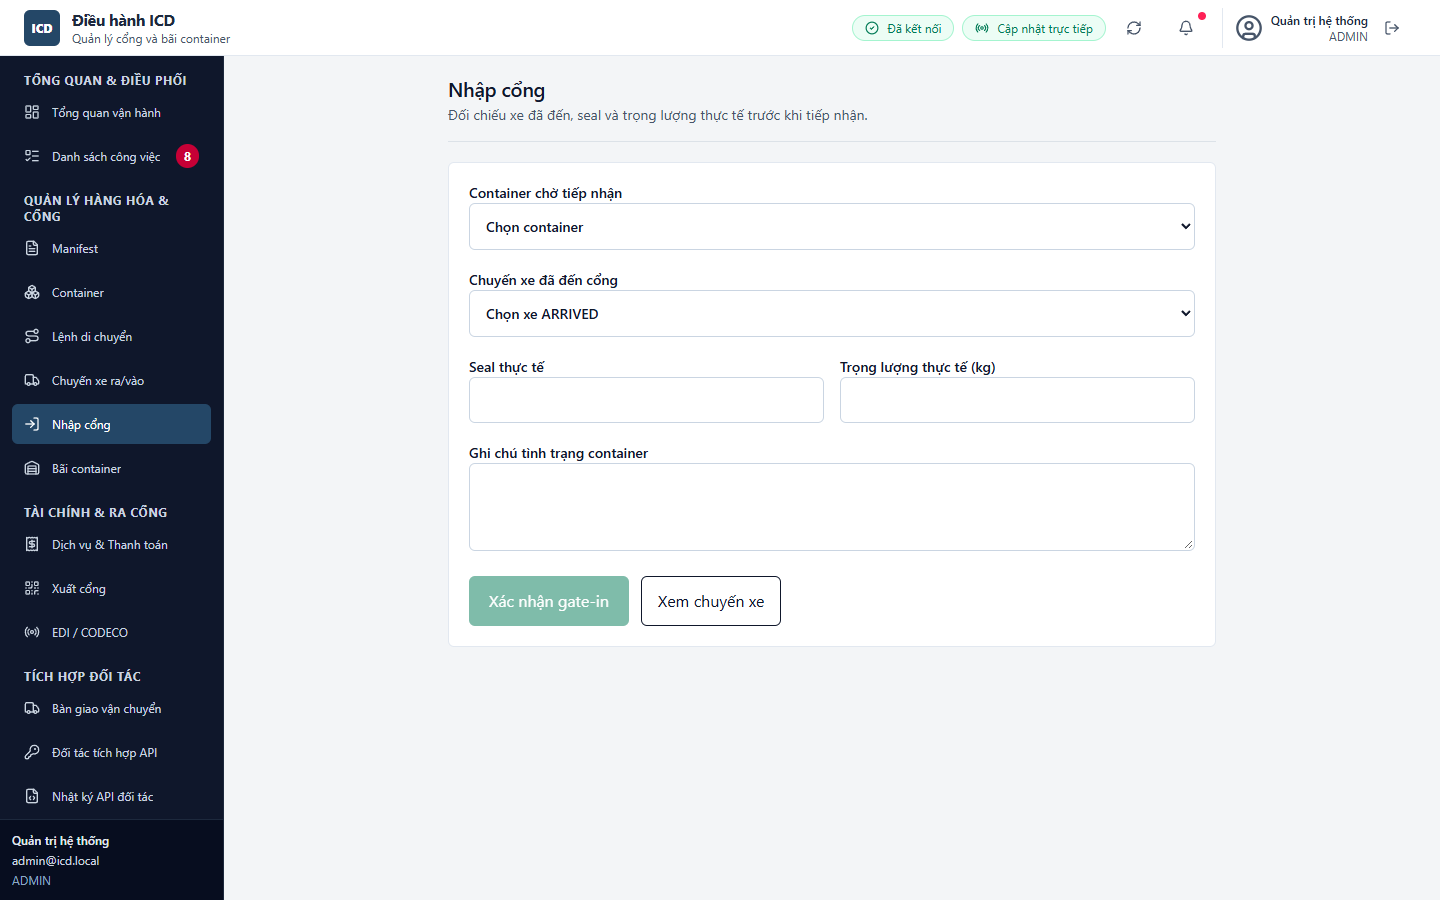 ICD
Điều hành ICD
Quản lý cổng và bãi container
Đã kết nối
Cập nhật trực tiếp
Quản trị hệ thống
ADMIN
TỔNG QUAN & ĐIỀU PHỐI
Tổng quan vận hành
Danh sách công việc
8
QUẢN LÝ HÀNG HÓA &
CỔNG
Manifest
Container
Lệnh di chuyển
Chuyến xe ra/vào
Nhập cổng
Bãi container
TÀI CHÍNH & RA CỔNG
Dịch vụ & Thanh toán
Xuất cổng
EDI / CODECO
TÍCH HỢP ĐỐI TÁC
Bàn giao vận chuyển
Đối tác tích hợp API
Nhật ký API đối tác
Quản trị hệ thống
admin@icd.local
ADMIN
Nhập cổng
Đối chiếu xe đã đến, seal và trọng lượng thực tế trước khi tiếp nhận.
Container chờ tiếp nhận
Chọn container
Chuyến xe đã đến cổng
Chọn xe ARRIVED
Seal thực tế
Trọng lượng thực tế (kg)
Ghi chú tình trạng container
Xác nhận gate-in
Xem chuyến xe